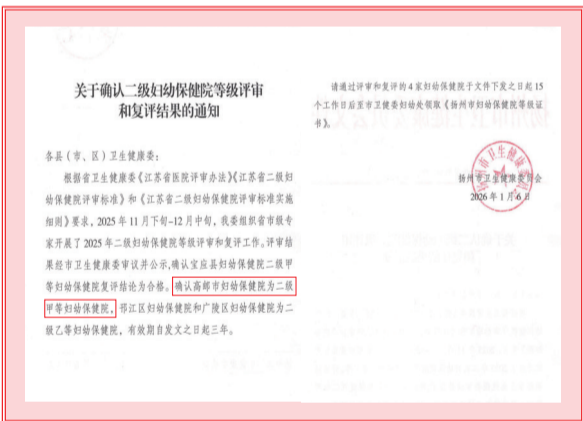 关于确认二级妇幼保健院等级评审
和复评结果的通知
各县（市、区）卫生健康委：
根据省卫生健康委《江苏省医院评审办法》《江苏省二级妇
幼保健院评审标准》和《江苏省二级妇幼保健院评审标准实施
细则》要求，2025年11月下旬-12月中旬，我委组织省市级专
家开展了2025年二级妇幼保健院等级评审和复评工作。评审结
果经市卫生健康委审议并公示，确认宝应县妇幼保健院二级甲
等妇幼保健院复评结论为合格。确认高邮市妇幼保健院为二级
甲等妇幼保健院，邗江区妇幼保健院和广陵区妇幼保健院为二
级乙等妇幼保健院，有效期自发文之日起三年。
请通过评审和复评的4家妇幼保健院于文件下发之日起15
个工作日后至市卫健委妇幼处领取《扬州市妇幼保健院等级证
书》。
扬州市卫生健康委员会
2026年1月6日